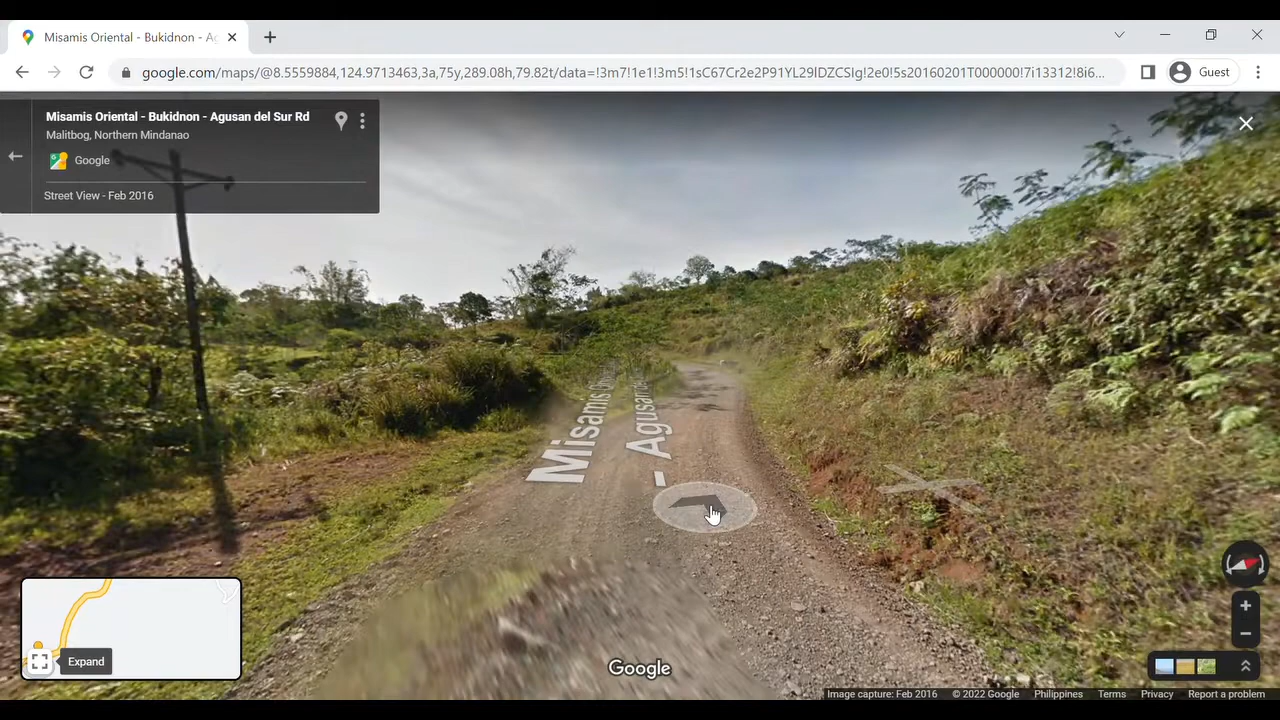 Misamis Oriental - Bukidnon - Ag
google.com/maps/@8.5559884,124.9713463,3a,75y,289.08h,79.82t/data=!3m7!1e1!3m5!1sC67Cr2e2P91YL29lDZCSIg!2e0!5s20160201T000000!7i13312!8i6...
Guest
Misamis Oriental - Bukidnon - Agusan del Sur Rd
Malitbog, Northern Mindanao
Google
Street View - Feb 2016
Misamis
- Agusan
Expand
Google
Image capture: Feb 2016 © 2022 Google Philippines Terms Privacy Report a problem